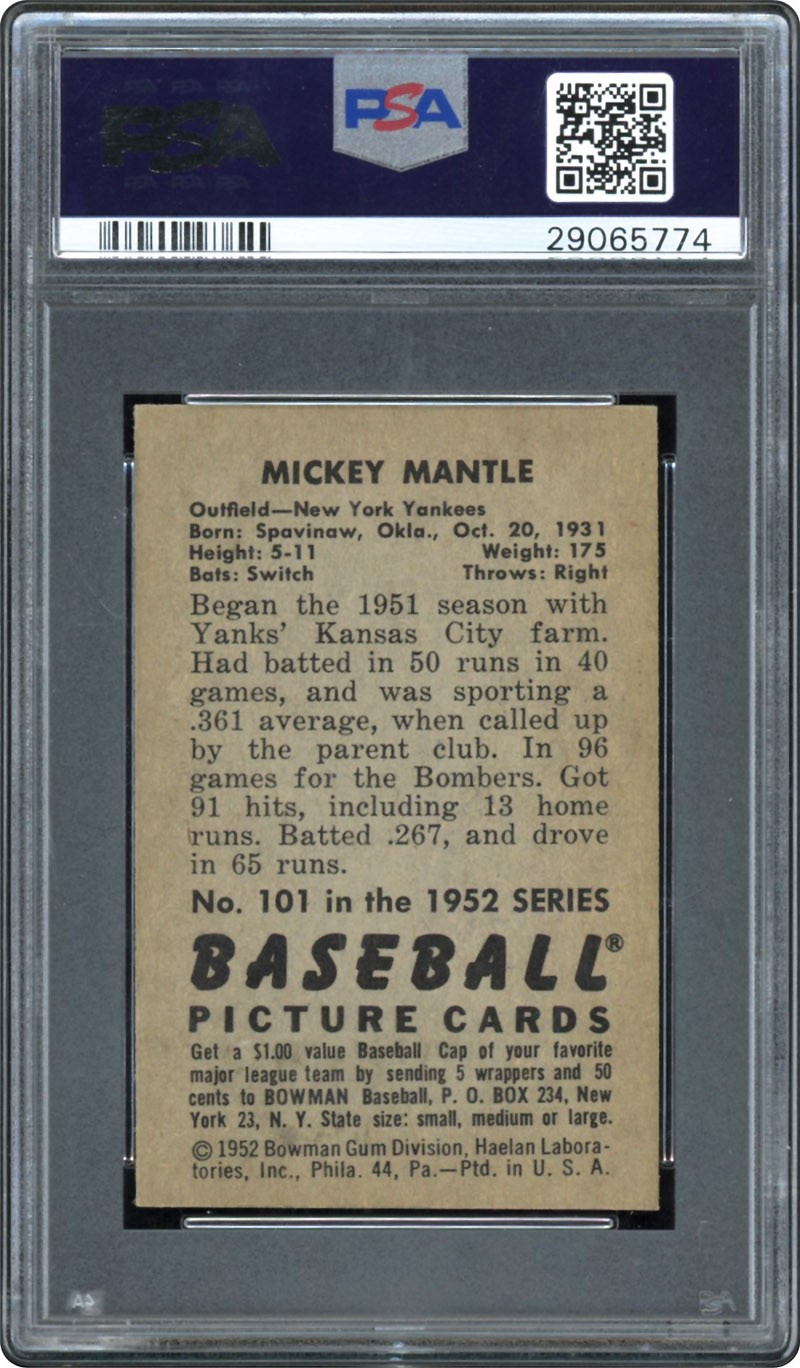 PSA
PSA
29065774
MICKEY MANTLE
Outfield—New York Yankees
Born: Spavinaw, Okla., Oct. 20, 1931
Height: 5-11 Weight: 175
Bats: Switch Throws: Right
Began the 1951 season with
Yanks' Kansas City farm.
Had batted in 50 runs in 40
games, and was sporting a
.361 average, when called up
by the parent club. In 96
games for the Bombers. Got
91 hits, including 13 home
runs. Batted .267, and drove
in 65 runs.
No. 101 in the 1952 SERIES
BASEBALL®
PICTURE CARDS
Get a $1.00 value Baseball Cap of your favorite
major league team by sending 5 wrappers and 50
cents to BOWMAN Baseball, P. O. BOX 234, New
York 23, N. Y. State size: small, medium or large.
© 1952 Bowman Gum Division, Haelan Labora-
tories, Inc., Phila. 44, Pa.—Ptd. in U. S. A.